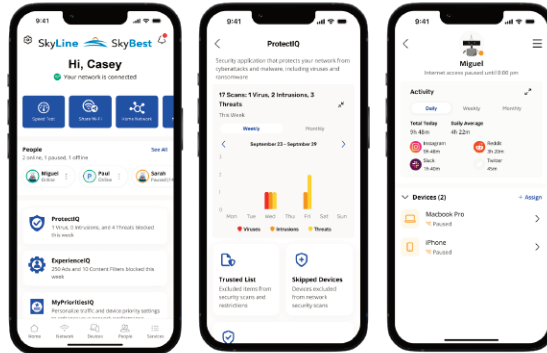 9:41
SkyLine SkyBest
Hi, Casey
Your network is connected
Speed Test
Share Wi-Fi
Home Network
People
See All
2 online, 1 paused, 1 offline
Miguel
Online
P
Paul
Online
Sarah
Paused
ProtectIQ
1 Virus, 0 Intrusions, and 4 Threats blocked
this week
ExperienceIQ
250 Ads and 10 Content Filters blocked this
week
MyPrioritiesIQ
Personalize traffic and device priority settings
Home
Network
Devices
People
Services
9:41
ProtectIQ
Security application that protects your network from
cyberattacks and malware, including viruses and
ransomware
17 Scans: 1 Virus, 2 Intrusions, 3
Threats
This Week
Weekly
Monthly
September 23 - September 29
3
2
1
0
Mon Tue Wed Thu Fri Sat Sun
Viruses Intrusions Threats
Trusted List
Excluded items from
security scans and
restrictions
Skipped Devices
Devices excluded
from network
security scans
9:41
Miguel
Internet access paused until 8:00 pm
Activity
Daily
Weekly
Monthly
Total Today
Daily Average
9h 48m
4h 22m
Instagram
9h 48m
Reddit
3h 20m
Slack
1h 40m
Twitter
45m
Devices (2)
+ Assign
Macbook Pro
Paused
iPhone
Paused